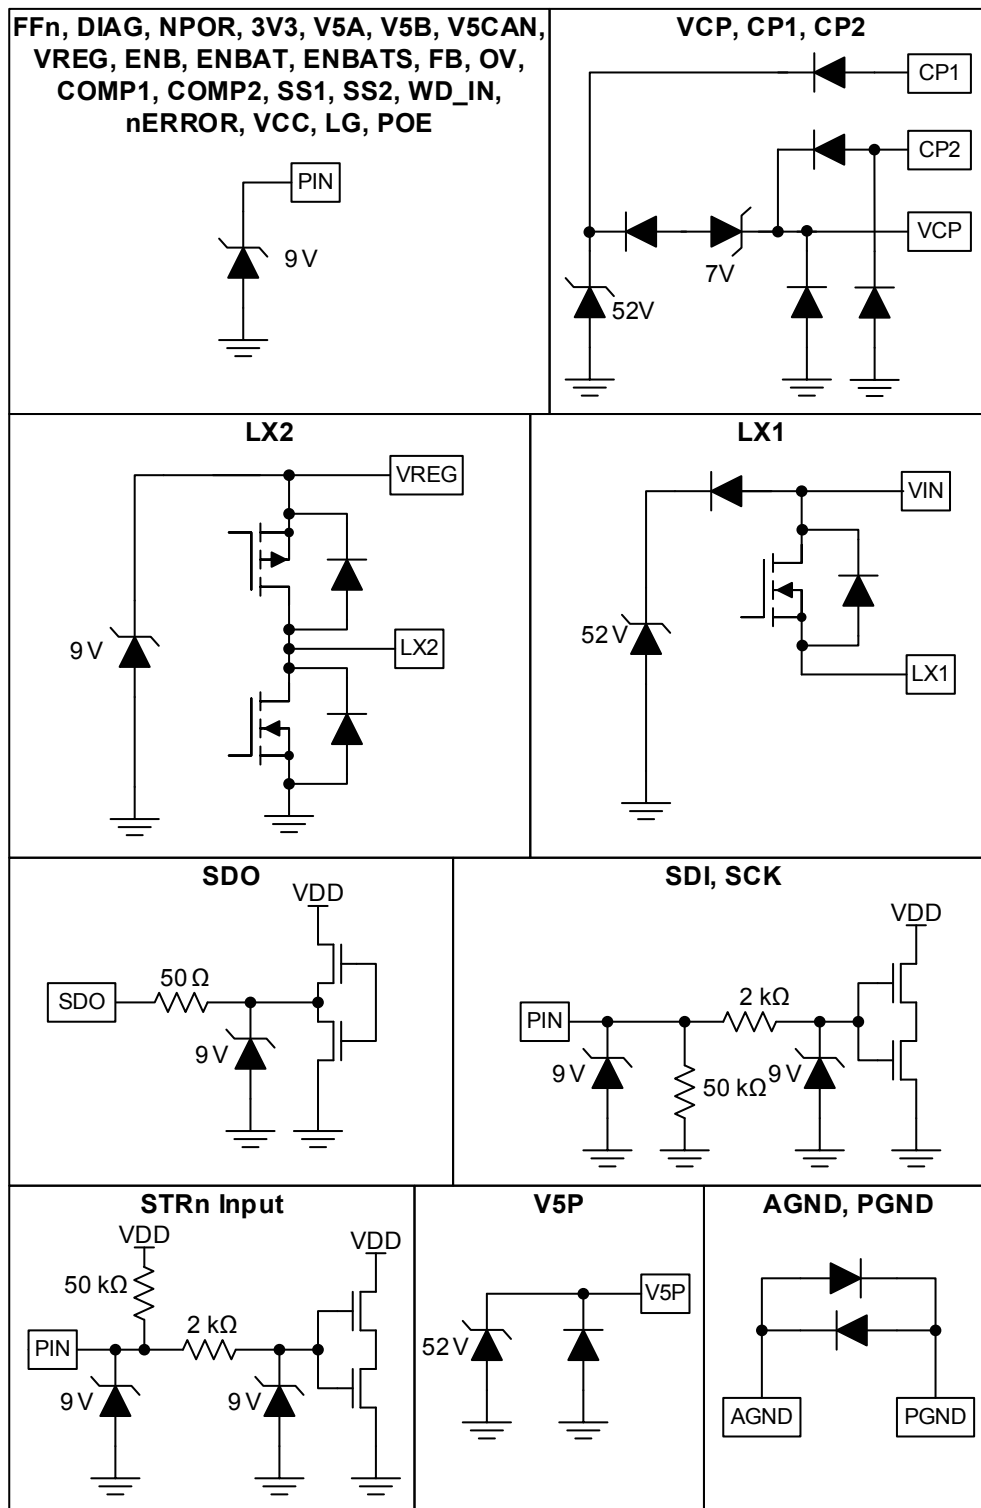 FFn, DIAG, NPOR, 3V3, V5A, V5B, V5CAN,
VREG, ENB, ENBAT, ENBATS, FB, OV,
COMP1, COMP2, SS1, SS2, WD_IN,
nERROR, VCC, LG, POE
PIN
9 V
VCP, CP1, CP2
CP1
CP2
VCP
7V
52V
LX2
VREG
9 V
LX2
LX1
VIN
52 V
LX1
SDO
VDD
50 Ω
SDO
9 V
SDI, SCK
VDD
2 kΩ
PIN
9 V
50 kΩ
9 V
STRn Input
VDD
VDD
50 kΩ
2 kΩ
PIN
9 V
9 V
V5P
V5P
52 V
AGND, PGND
AGND
PGND